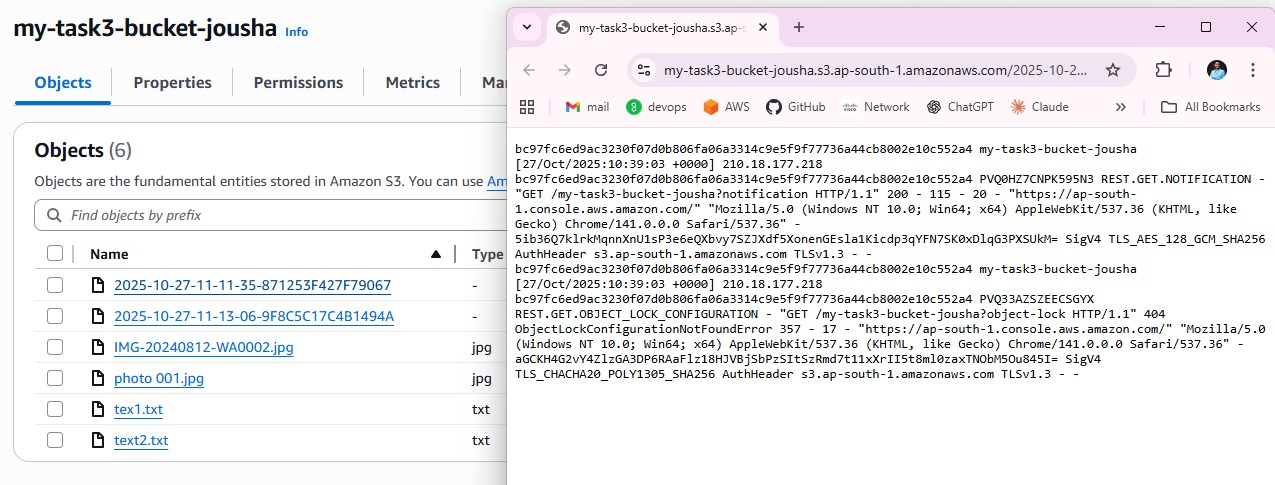 my-task3-bucket-jousha Info
Objects
Properties
Permissions
Metrics
Ma
Objects (6)
Objects are the fundamental entities stored in Amazon S3. You can use Am
Find objects by prefix
Name
Type
2025-10-27-11-11-35-871253F427F79067
-
2025-10-27-11-13-06-9F8C5C17C4B1494A
-
IMG-20240812-WA0002.jpg
jpg
photo 001.jpg
jpg
tex1.txt
txt
text2.txt
txt
my-task3-bucket-jousha.s3.ap-s
my-task3-bucket-jousha.s3.ap-south-1.amazonaws.com/2025-10-2...
mail
devops
AWS
GitHub
Network
ChatGPT
Claude
All Bookmarks
bc97fc6ed9ac3230f07d0b806fa06a3314c9e5f9f77736a44cb8002e10c552a4 my-task3-bucket-jousha
[27/Oct/2025:10:39:03 +0000] 210.18.177.218
bc97fc6ed9ac3230f07d0b806fa06a3314c9e5f9f77736a44cb8002e10c552a4 PVQ0HZ7CNPK595N3 REST.GET.NOTIFICATION -
"GET /my-task3-bucket-jousha?notification HTTP/1.1" 200 - 115 - 20 - "https://ap-south-
1.console.aws.amazon.com/" "Mozilla/5.0 (Windows NT 10.0; Win64; x64) AppleWebKit/537.36 (KHTML, like
Gecko) Chrome/141.0.0.0 Safari/537.36" -
5ib36Q7klrkMqnnXnU1sP3e6eQXbvy7SZJXdf5XonenGEsla1Kicdp3qYFN7SK0xDlqG3PXSUkM= SigV4 TLS_AES_128_GCM_SHA256
AuthHeader s3.ap-south-1.amazonaws.com TLSv1.3 - -
bc97fc6ed9ac3230f07d0b806fa06a3314c9e5f9f77736a44cb8002e10c552a4 my-task3-bucket-jousha
[27/Oct/2025:10:39:03 +0000] 210.18.177.218
bc97fc6ed9ac3230f07d0b806fa06a3314c9e5f9f77736a44cb8002e10c552a4 PVQ33AZSZEECSGYX
REST.GET.OBJECT_LOCK_CONFIGURATION - "GET /my-task3-bucket-jousha?object-lock HTTP/1.1" 404
ObjectLockConfigurationNotFoundError 357 - 17 - "https://ap-south-1.console.aws.amazon.com/" "Mozilla/5.0
(Windows NT 10.0; Win64; x64) AppleWebKit/537.36 (KHTML, like Gecko) Chrome/141.0.0.0 Safari/537.36" -
aGCKH4G2vY4ZlzGA3DP6RAaFlz18HJVBjSbPzSItSzRmd7t11xXrII5t8ml0zaxTNObM5Ou845I= SigV4
TLS_CHACHA20_POLY1305_SHA256 AuthHeader s3.ap-south-1.amazonaws.com TLSv1.3 - -